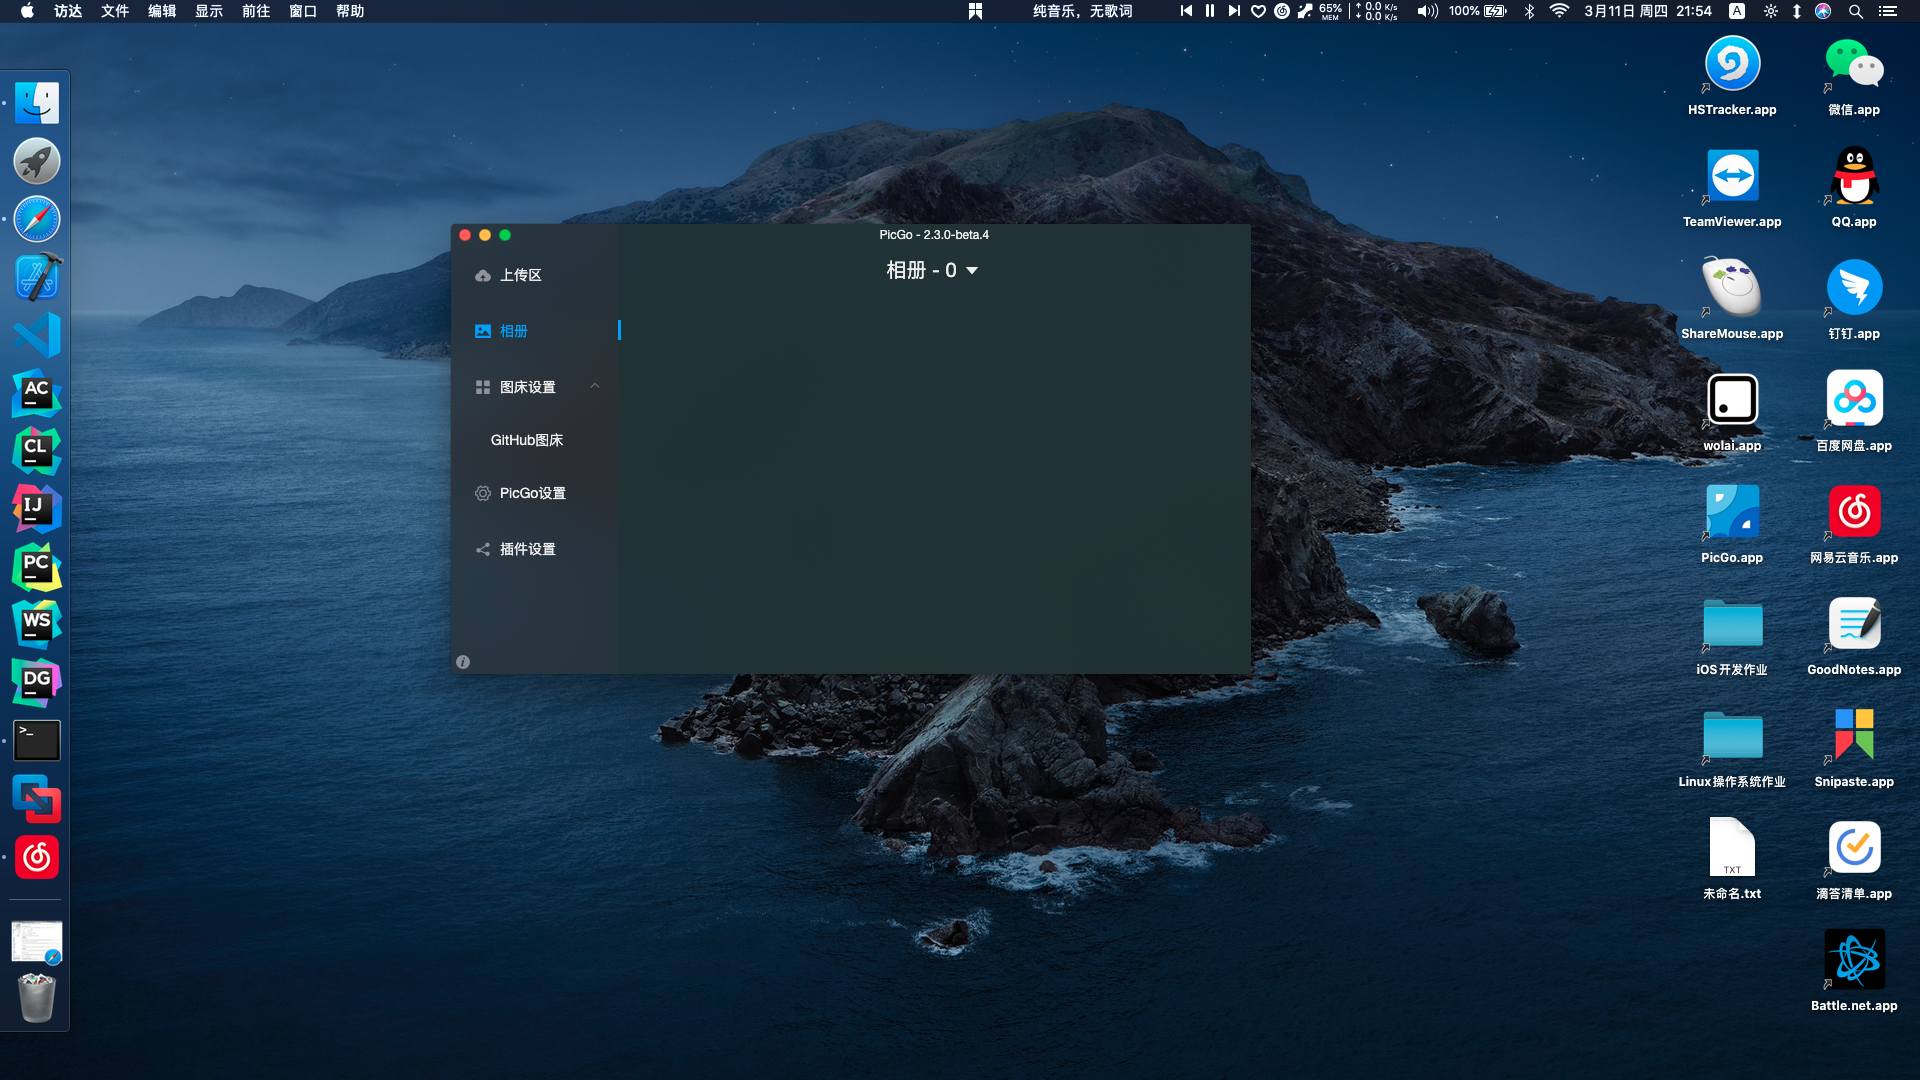 访达 文件 编辑 显示 前往 窗口 帮助
纯音乐，无歌词
65%
MEM
0.0 K/s
0.0 K/s
100%
3月11日 周四 21:54
A
AC
CL
IJ
PC
WS
DG
>_
PicGo - 2.3.0-beta.4
相册 - 0
上传区
相册
图床设置
GitHub图床
PicGo设置
插件设置
HSTracker.app
微信.app
TeamViewer.app
QQ.app
ShareMouse.app
钉钉.app
wolai.app
百度网盘.app
PicGo.app
网易云音乐.app
iOS开发作业
GoodNotes.app
Linux操作系统作业
Snipaste.app
TXT
未命名.txt
滴答清单.app
Battle.net.app